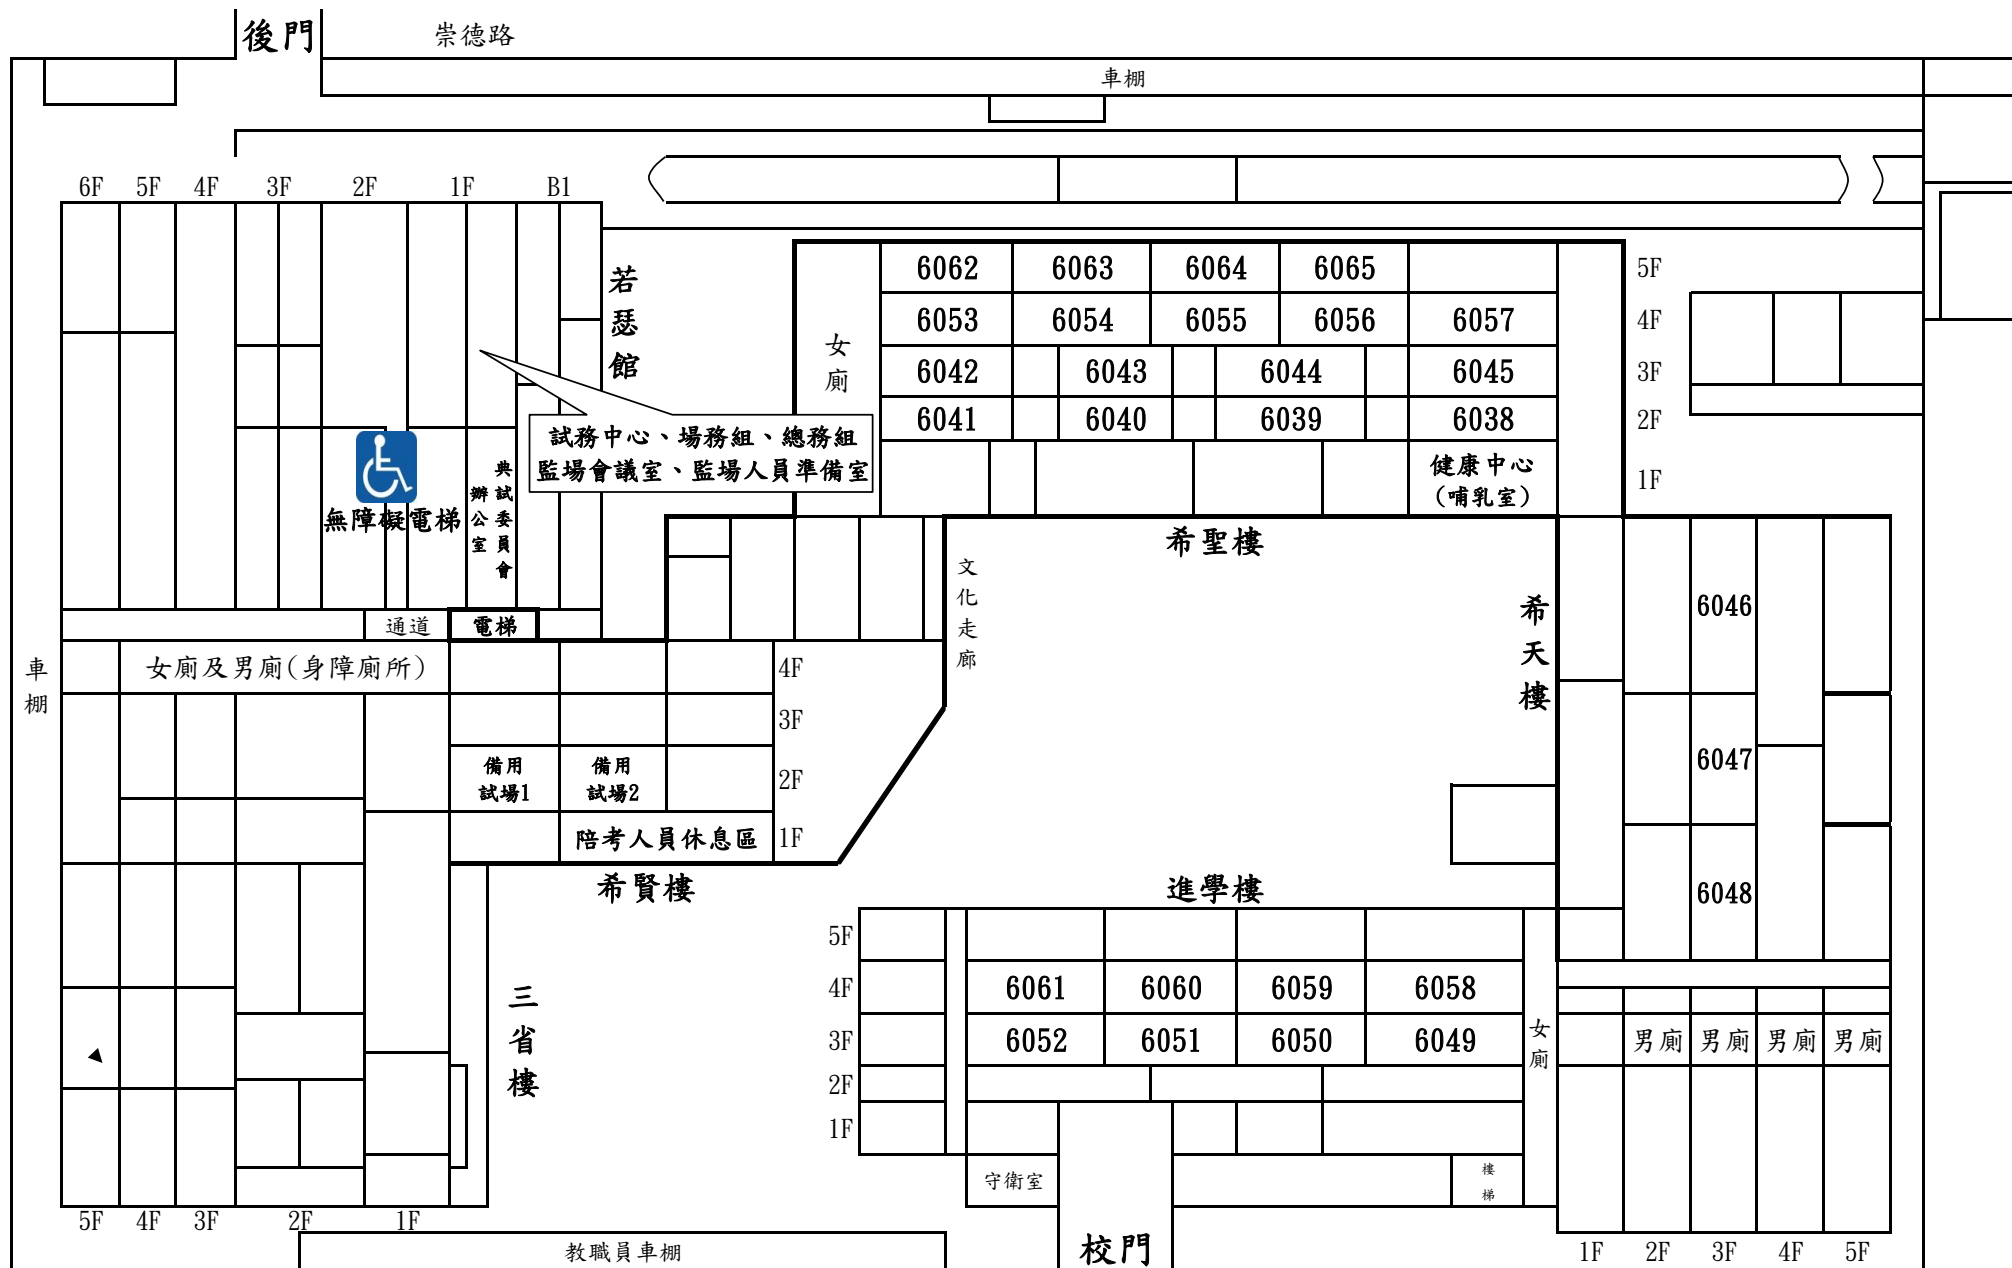 後門
崇德路
車棚
6F 5F 4F 3F 2F 1F B1
若瑟館
女廁
6062 6063 6064 6065
5F
6053 6054 6055 6056 6057
4F
6042 6043 6044 6045
3F
6041 6040 6039 6038
2F
健康中心
(哺乳室)
1F
試務中心、場務組、總務組
監場會議室、監場人員準備室
無障礙電梯
典試委員會
辦公室
希聖樓
文化走廊
希天樓
6046
6047
6048
通道
電梯
車棚
女廁及男廁(身障廁所)
4F
3F
備用
試場1
備用
試場2
2F
陪考人員休息區
1F
希賢樓
三省樓
進學樓
5F
4F
6061 6060 6059 6058
3F
6052 6051 6050 6049
2F
1F
女廁
男廁 男廁 男廁 男廁
守衛室
樓梯
5F 4F 3F 2F 1F
教職員車棚
校門
1F 2F 3F 4F 5F